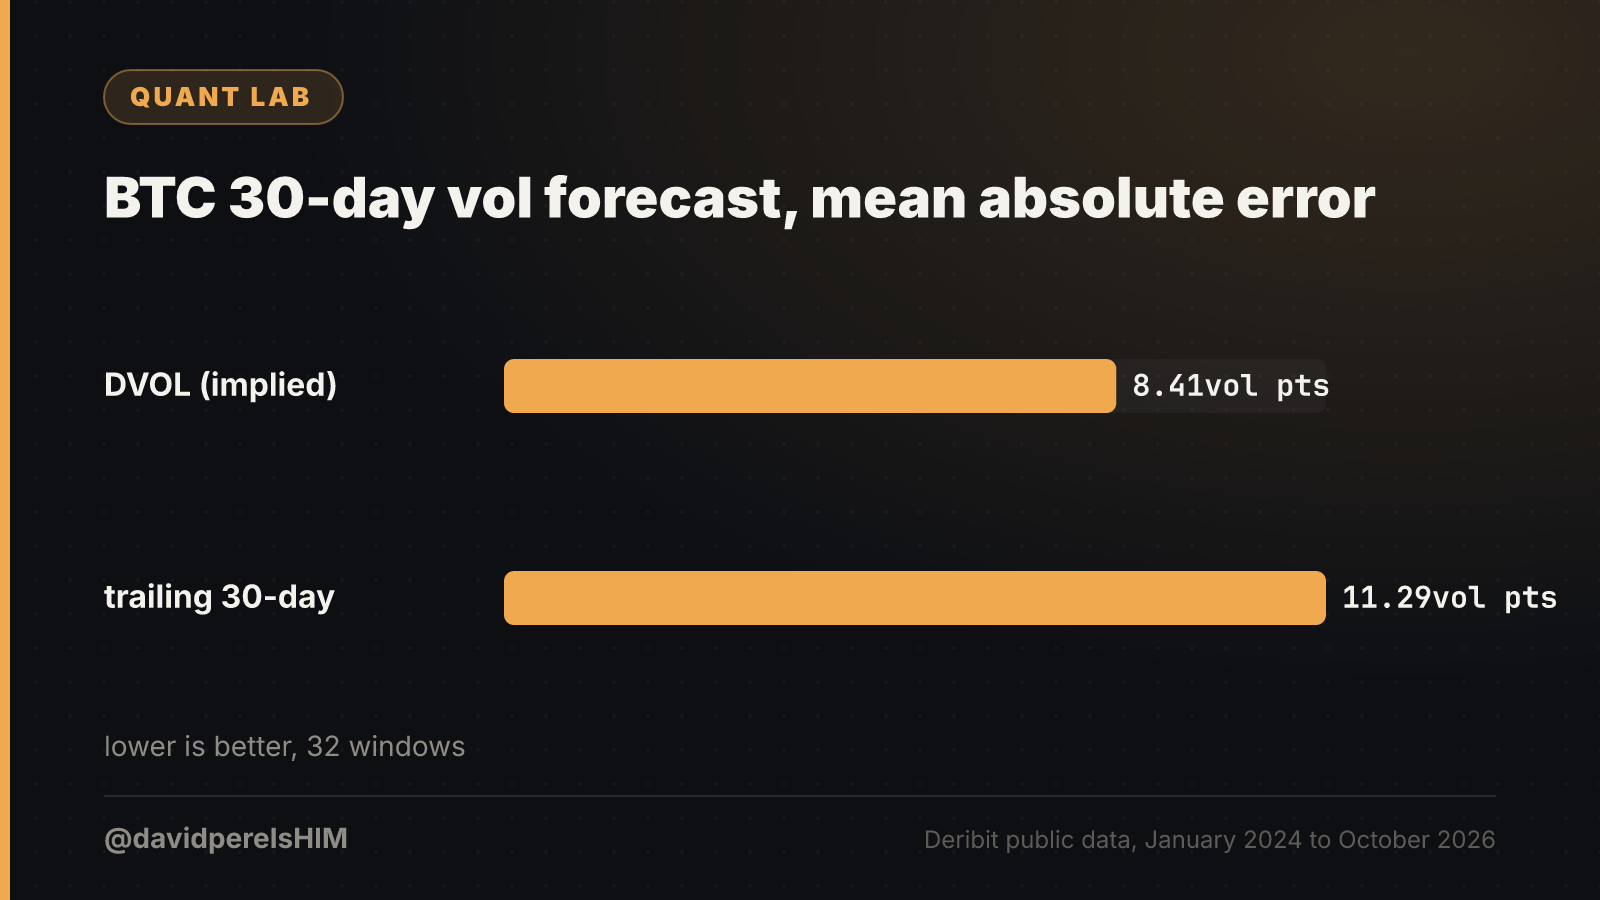 QUANT LAB
BTC 30-day vol forecast, mean absolute error
DVOL (implied) 8.41vol pts
trailing 30-day 11.29vol pts
lower is better, 32 windows
@davidperelsHIM Deribit public data, January 2024 to October 2026